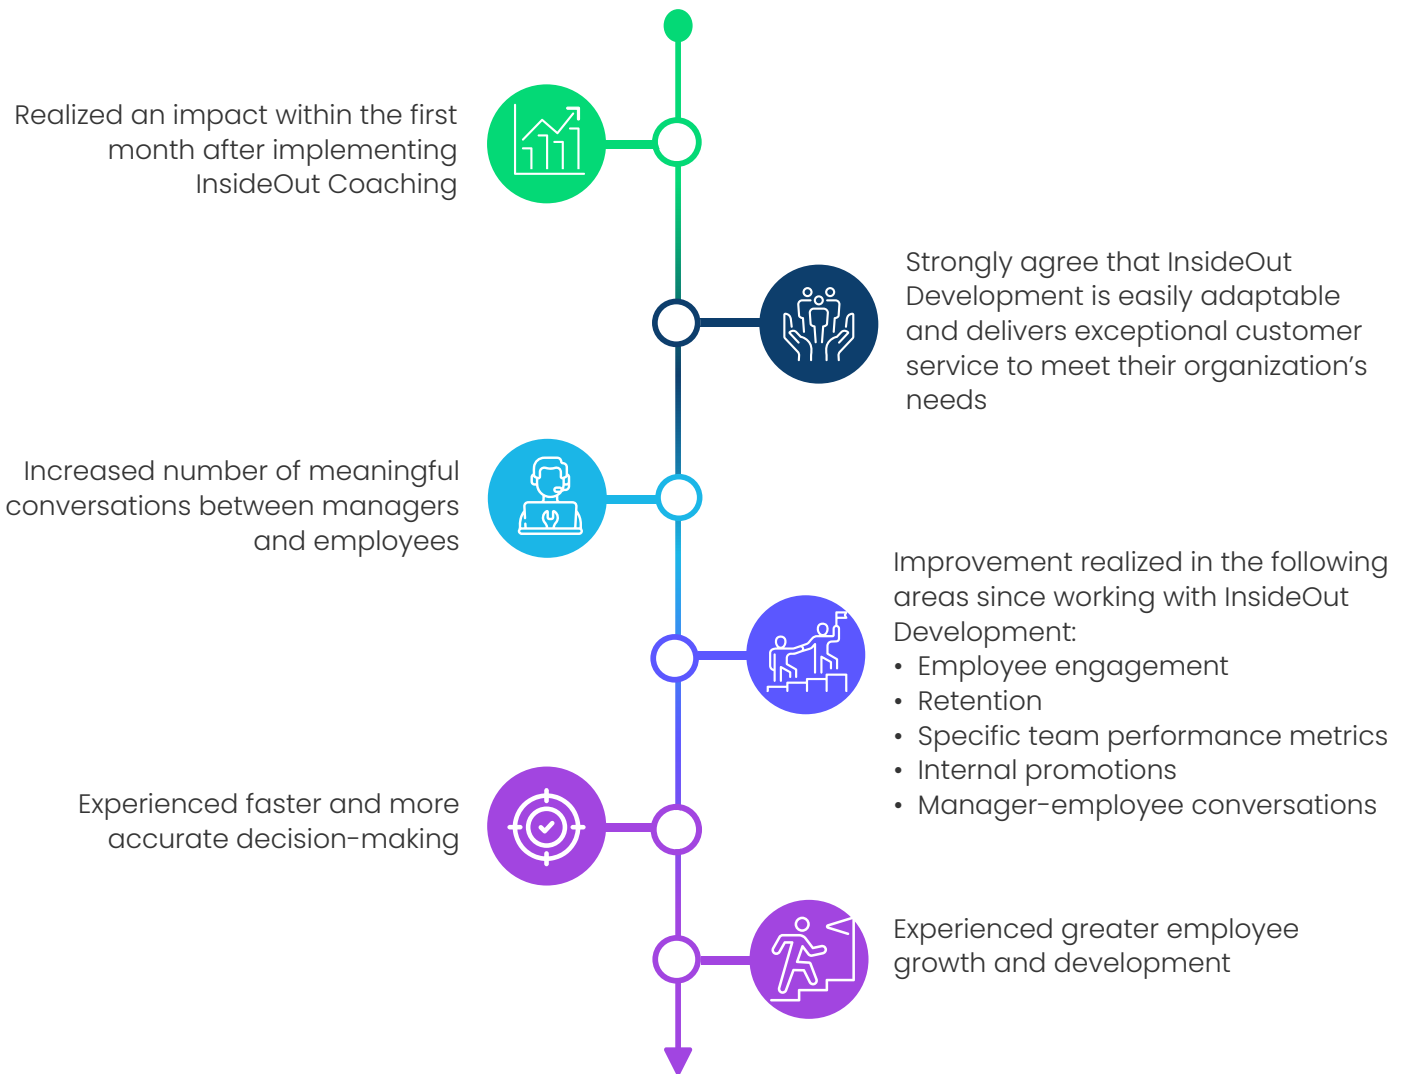 Realized an impact within the first
month after implementing
InsideOut Coaching
Strongly agree that InsideOut
Development is easily adaptable
and delivers exceptional customer
service to meet their organization’s
needs
Increased number of meaningful
conversations between managers
and employees
Improvement realized in the following
areas since working with InsideOut
Development:
• Employee engagement
• Retention
• Specific team performance metrics
• Internal promotions
• Manager-employee conversations
Experienced faster and more
accurate decision-making
Experienced greater employee
growth and development